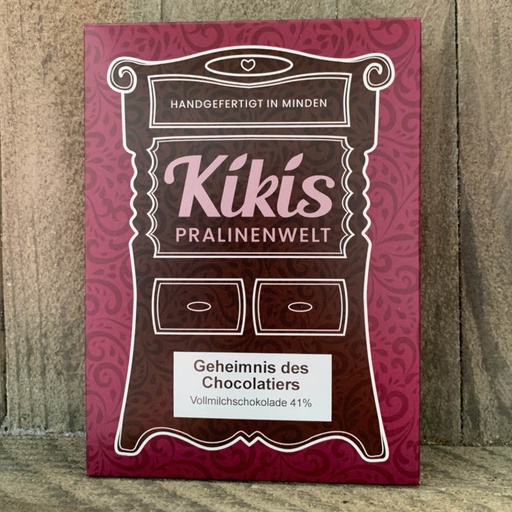 HANDGEFERTIGT IN MINDEN
Kikis
PRALINENWELT
Geheimnis des
Chocolatiers
Vollmilchschokolade 41%